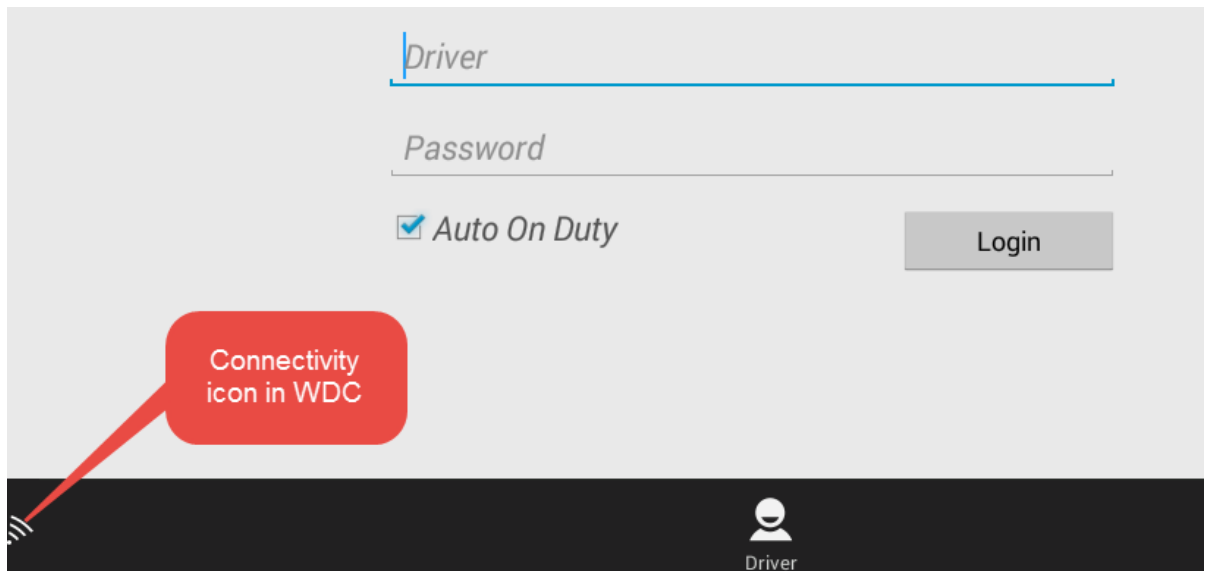 Driver
Password
Auto On Duty
Login
Connectivity
icon in WDC
Driver